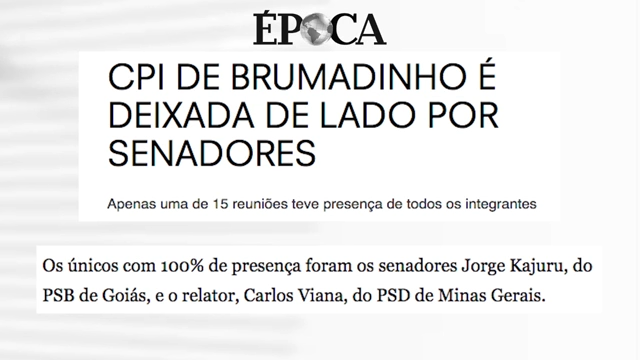 ÉPOCA
CPI DE BRUMADINHO É
DEIXADA DE LADO POR
SENADORES
Apenas uma de 15 reuniões teve presença de todos os integrantes
Os únicos com 100% de presença foram os senadores Jorge Kajuru, do
PSB de Goiás, e o relator, Carlos Viana, do PSD de Minas Gerais.